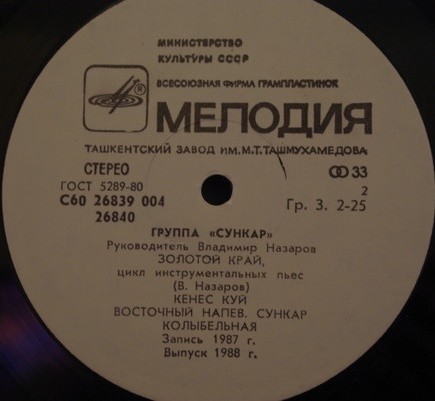 МИНИСТЕРСТВО
КУЛЬТУРЫ СССР
ВСЕСОЮЗНАЯ ФИРМА ГРАМПЛАСТИНОК
МЕЛОДИЯ
ТАШКЕНТСКИЙ ЗАВОД ИМ. М.Т. ТАШМУХАМЕДОВА
СТЕРЕО 33
ГОСТ 5289-80 2
С60 26839 004 Гр. 3. 2-25
26840
ГРУППА «СУНКАР»
Руководитель Владимир Назаров
ЗОЛОТОЙ КРАЙ,
цикл инструментальных пьес
(В. Назаров)
КЕНЕС КУЙ
ВОСТОЧНЫЙ НАПЕВ. СУНКАР
КОЛЫБЕЛЬНАЯ
Запись 1987 г.
Выпуск 1988 г.